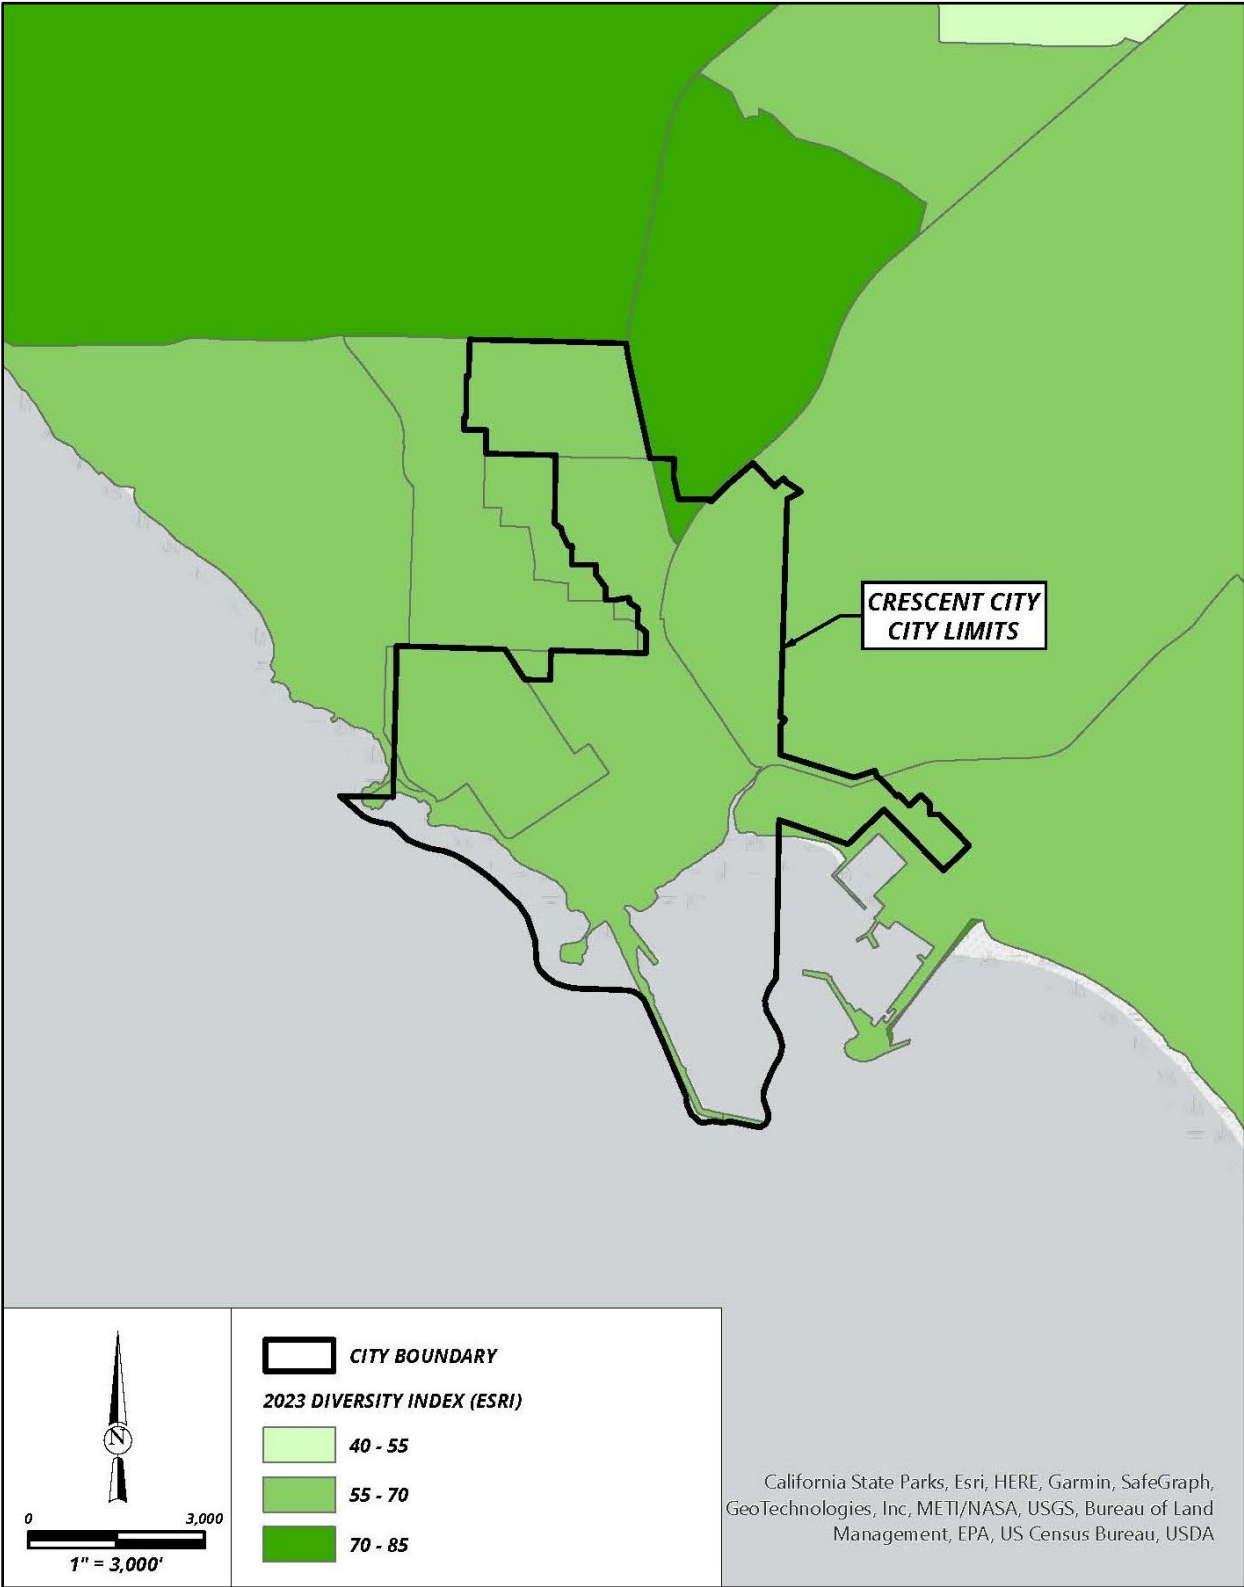 CRESCENT CITY
CITY LIMITS
N
0 3,000
1" = 3,000'
CITY BOUNDARY
2023 DIVERSITY INDEX (ESRI)
40 - 55
55 - 70
70 - 85
California State Parks, Esri, HERE, Garmin, SafeGraph,
GeoTechnologies, Inc, METI/NASA, USGS, Bureau of Land
Management, EPA, US Census Bureau, USDA